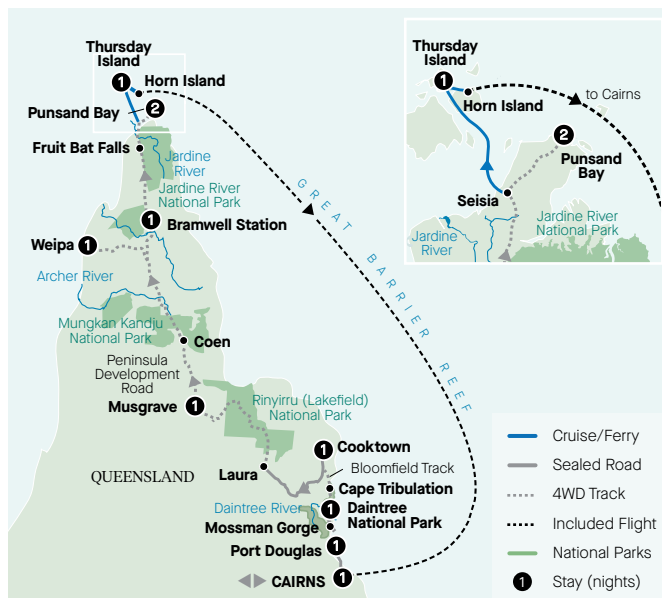 Thursday
Island
1
Horn Island
Punsand Bay
2
Fruit Bat Falls
Jardine
River
Jardine River
National Park
1
Bramwell Station
Weipa
1
Archer River
Mungkan Kandju
National Park
Coen
Peninsula
Development
Road
Musgrave
1
Rinyirru (Lakefield)
National Park
GREAT BARRIER REEF
Cooktown
1
QUEENSLAND
Laura
Bloomfield Track
Cape Tribulation
Daintree River
1
Daintree
National Park
Mossman Gorge
Port Douglas
1
CAIRNS
1
Thursday
Island
1
Horn Island
to Cairns
2
Punsand
Bay
Seisia
Jardine
River
Jardine River
National Park
Cruise/Ferry
Sealed Road
4WD Track
Included Flight
National Parks
1 Stay (nights)